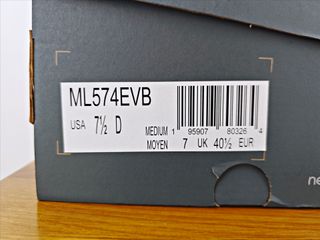 ML574EVB
USA 7½ D
MEDIUM 1 95907 80326 4
MOYEN 7 UK 40½ EUR
ne